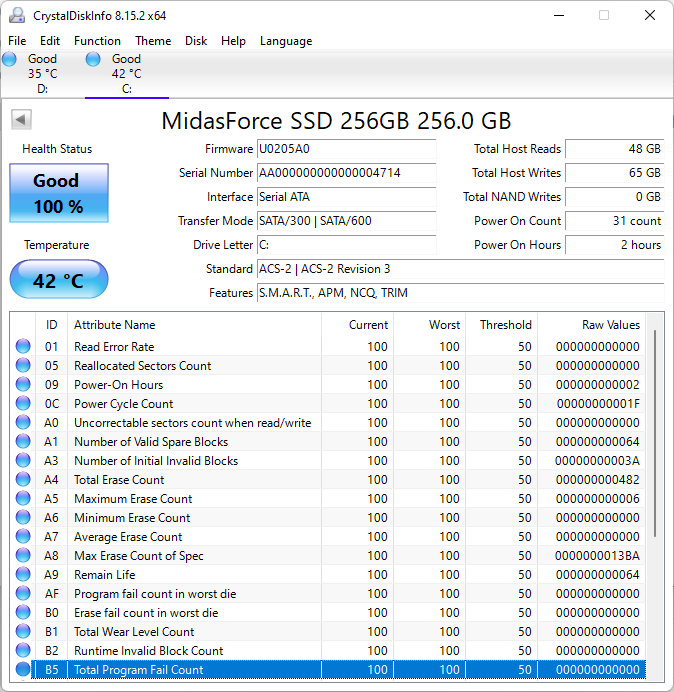 CrystalDiskInfo 8.15.2 x64
File Edit Function Theme Disk Help Language
Good Good
35 °C 42 °C
D: C:
MidasForce SSD 256GB 256.0 GB
Health Status
Good
100 %
Temperature
42 °C
Firmware U0205A0
Serial Number AA000000000000004714
Interface Serial ATA
Transfer Mode SATA/300 | SATA/600
Drive Letter C:
Standard ACS-2 | ACS-2 Revision 3
Features S.M.A.R.T., APM, NCQ, TRIM
Total Host Reads 48 GB
Total Host Writes 65 GB
Total NAND Writes 0 GB
Power On Count 31 count
Power On Hours 2 hours
ID Attribute Name Current Worst Threshold Raw Values
01 Read Error Rate 100 100 50 000000000000
05 Reallocated Sectors Count 100 100 50 000000000000
09 Power-On Hours 100 100 50 000000000002
0C Power Cycle Count 100 100 50 00000000001F
A0 Uncorrectable sectors count when read/write 100 100 50 000000000000
A1 Number of Valid Spare Blocks 100 100 50 000000000064
A3 Number of Initial Invalid Blocks 100 100 50 00000000003A
A4 Total Erase Count 100 100 50 000000000482
A5 Maximum Erase Count 100 100 50 000000000006
A6 Minimum Erase Count 100 100 50 000000000000
A7 Average Erase Count 100 100 50 000000000000
A8 Max Erase Count of Spec 100 100 50 0000000013BA
A9 Remain Life 100 100 50 000000000064
AF Program fail count in worst die 100 100 50 000000000000
B0 Erase fail count in worst die 100 100 50 000000000000
B1 Total Wear Level Count 100 100 50 000000000000
B2 Runtime Invalid Block Count 100 100 50 000000000000
B5 Total Program Fail Count 100 100 50 000000000000